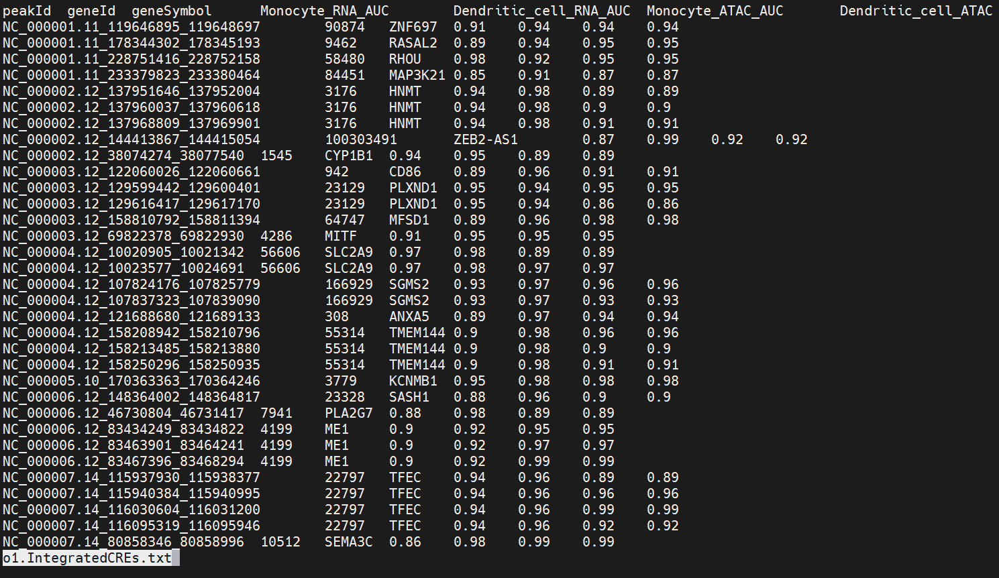 peakId geneId geneSymbol Monocyte_RNA_AUC Dendritic_cell_RNA_AUC Monocyte_ATAC_AUC Dendritic_cell_ATAC
NC_000001.11_119646895_119648697 90874 ZNF697 0.91 0.94 0.94 0.94
NC_000001.11_178344302_178345193 9462 RASAL2 0.89 0.94 0.95 0.95
NC_000001.11_228751416_228752158 58480 RHOU 0.98 0.92 0.95 0.95
NC_000001.11_233379823_233380464 84451 MAP3K21 0.85 0.91 0.87 0.87
NC_000002.12_137951646_137952004 3176 HNMT 0.94 0.98 0.89 0.89
NC_000002.12_137960037_137960618 3176 HNMT 0.94 0.98 0.9 0.9
NC_000002.12_137968809_137969901 3176 HNMT 0.94 0.98 0.91 0.91
NC_000002.12_144413867_144415054 100303491 ZEB2-AS1 0.87 0.99 0.92 0.92
NC_000002.12_38074274_38077540 1545 CYP1B1 0.94 0.95 0.89 0.89
NC_000003.12_122060026_122060661 942 CD86 0.89 0.96 0.91 0.91
NC_000003.12_129599442_129600401 23129 PLXND1 0.95 0.94 0.95 0.95
NC_000003.12_129616417_129617170 23129 PLXND1 0.95 0.94 0.86 0.86
NC_000003.12_158810792_158811394 64747 MFSD1 0.89 0.96 0.98 0.98
NC_000003.12_69822378_69822930 4286 MITF 0.91 0.95 0.95 0.95
NC_000004.12_10020905_10021342 56606 SLC2A9 0.97 0.98 0.89 0.89
NC_000004.12_10023577_10024691 56606 SLC2A9 0.97 0.98 0.97 0.97
NC_000004.12_107824176_107825779 166929 SGMS2 0.93 0.97 0.96 0.96
NC_000004.12_107837323_107839090 166929 SGMS2 0.93 0.97 0.93 0.93
NC_000004.12_121688680_121689133 308 ANXA5 0.89 0.97 0.94 0.94
NC_000004.12_158208942_158210796 55314 TMEM144 0.9 0.98 0.96 0.96
NC_000004.12_158213485_158213880 55314 TMEM144 0.9 0.98 0.9 0.9
NC_000004.12_158250296_158250935 55314 TMEM144 0.9 0.98 0.91 0.91
NC_000005.10_170363363_170364246 3779 KCNMB1 0.95 0.98 0.98 0.98
NC_000006.12_148364002_148364817 23328 SASH1 0.88 0.96 0.9 0.9
NC_000006.12_46730804_46731417 7941 PLA2G7 0.88 0.98 0.89 0.89
NC_000006.12_83434249_83434822 4199 ME1 0.9 0.92 0.95 0.95
NC_000006.12_83463901_83464241 4199 ME1 0.9 0.92 0.97 0.97
NC_000006.12_83467396_83468294 4199 ME1 0.9 0.92 0.99 0.99
NC_000007.14_115937930_115938377 22797 TFEC 0.94 0.96 0.89 0.89
NC_000007.14_115940384_115940995 22797 TFEC 0.94 0.96 0.96 0.96
NC_000007.14_116030604_116031200 22797 TFEC 0.94 0.96 0.99 0.99
NC_000007.14_116095319_116095946 22797 TFEC 0.94 0.96 0.92 0.92
NC_000007.14_80858346_80858996 10512 SEMA3C 0.86 0.98 0.99 0.99
o1.IntegratedCREs.txt